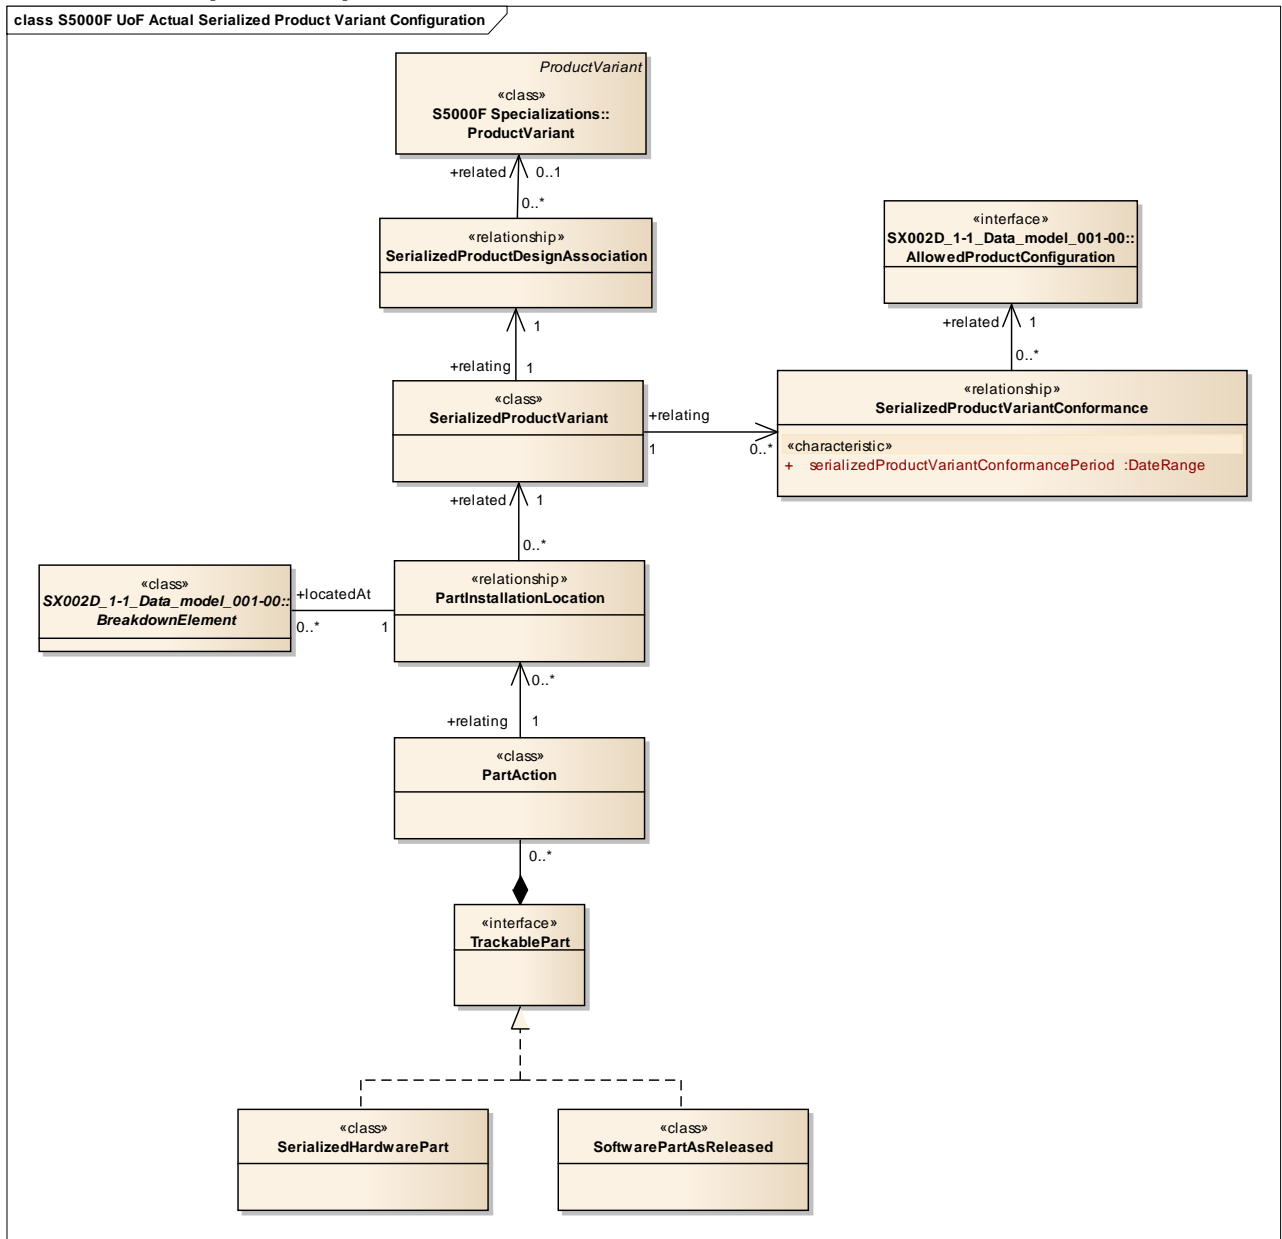 class S5000F UoF Actual Serialized Product Variant Configuration
ProductVariant
«class»
S5000F Specializations::
ProductVariant
+related
0..1
0..*
«relationship»
SerializedProductDesignAssociation
«interface»
SX002D_1-1_Data_model_001-00::
AllowedProductConfiguration
1
+relating
1
+related
1
0..*
«class»
SerializedProductVariant
+relating
1
0..*
«relationship»
SerializedProductVariantConformance
«characteristic»
+ serializedProductVariantConformancePeriod :DateRange
+related
1
0..*
«class»
SX002D_1-1_Data_model_001-00::
BreakdownElement
+locatedAt
0..*
1
«relationship»
PartInstallationLocation
0..*
+relating
1
«class»
PartAction
0..*
«interface»
TrackablePart
«class»
SerializedHardwarePart
«class»
SoftwarePartAsReleased